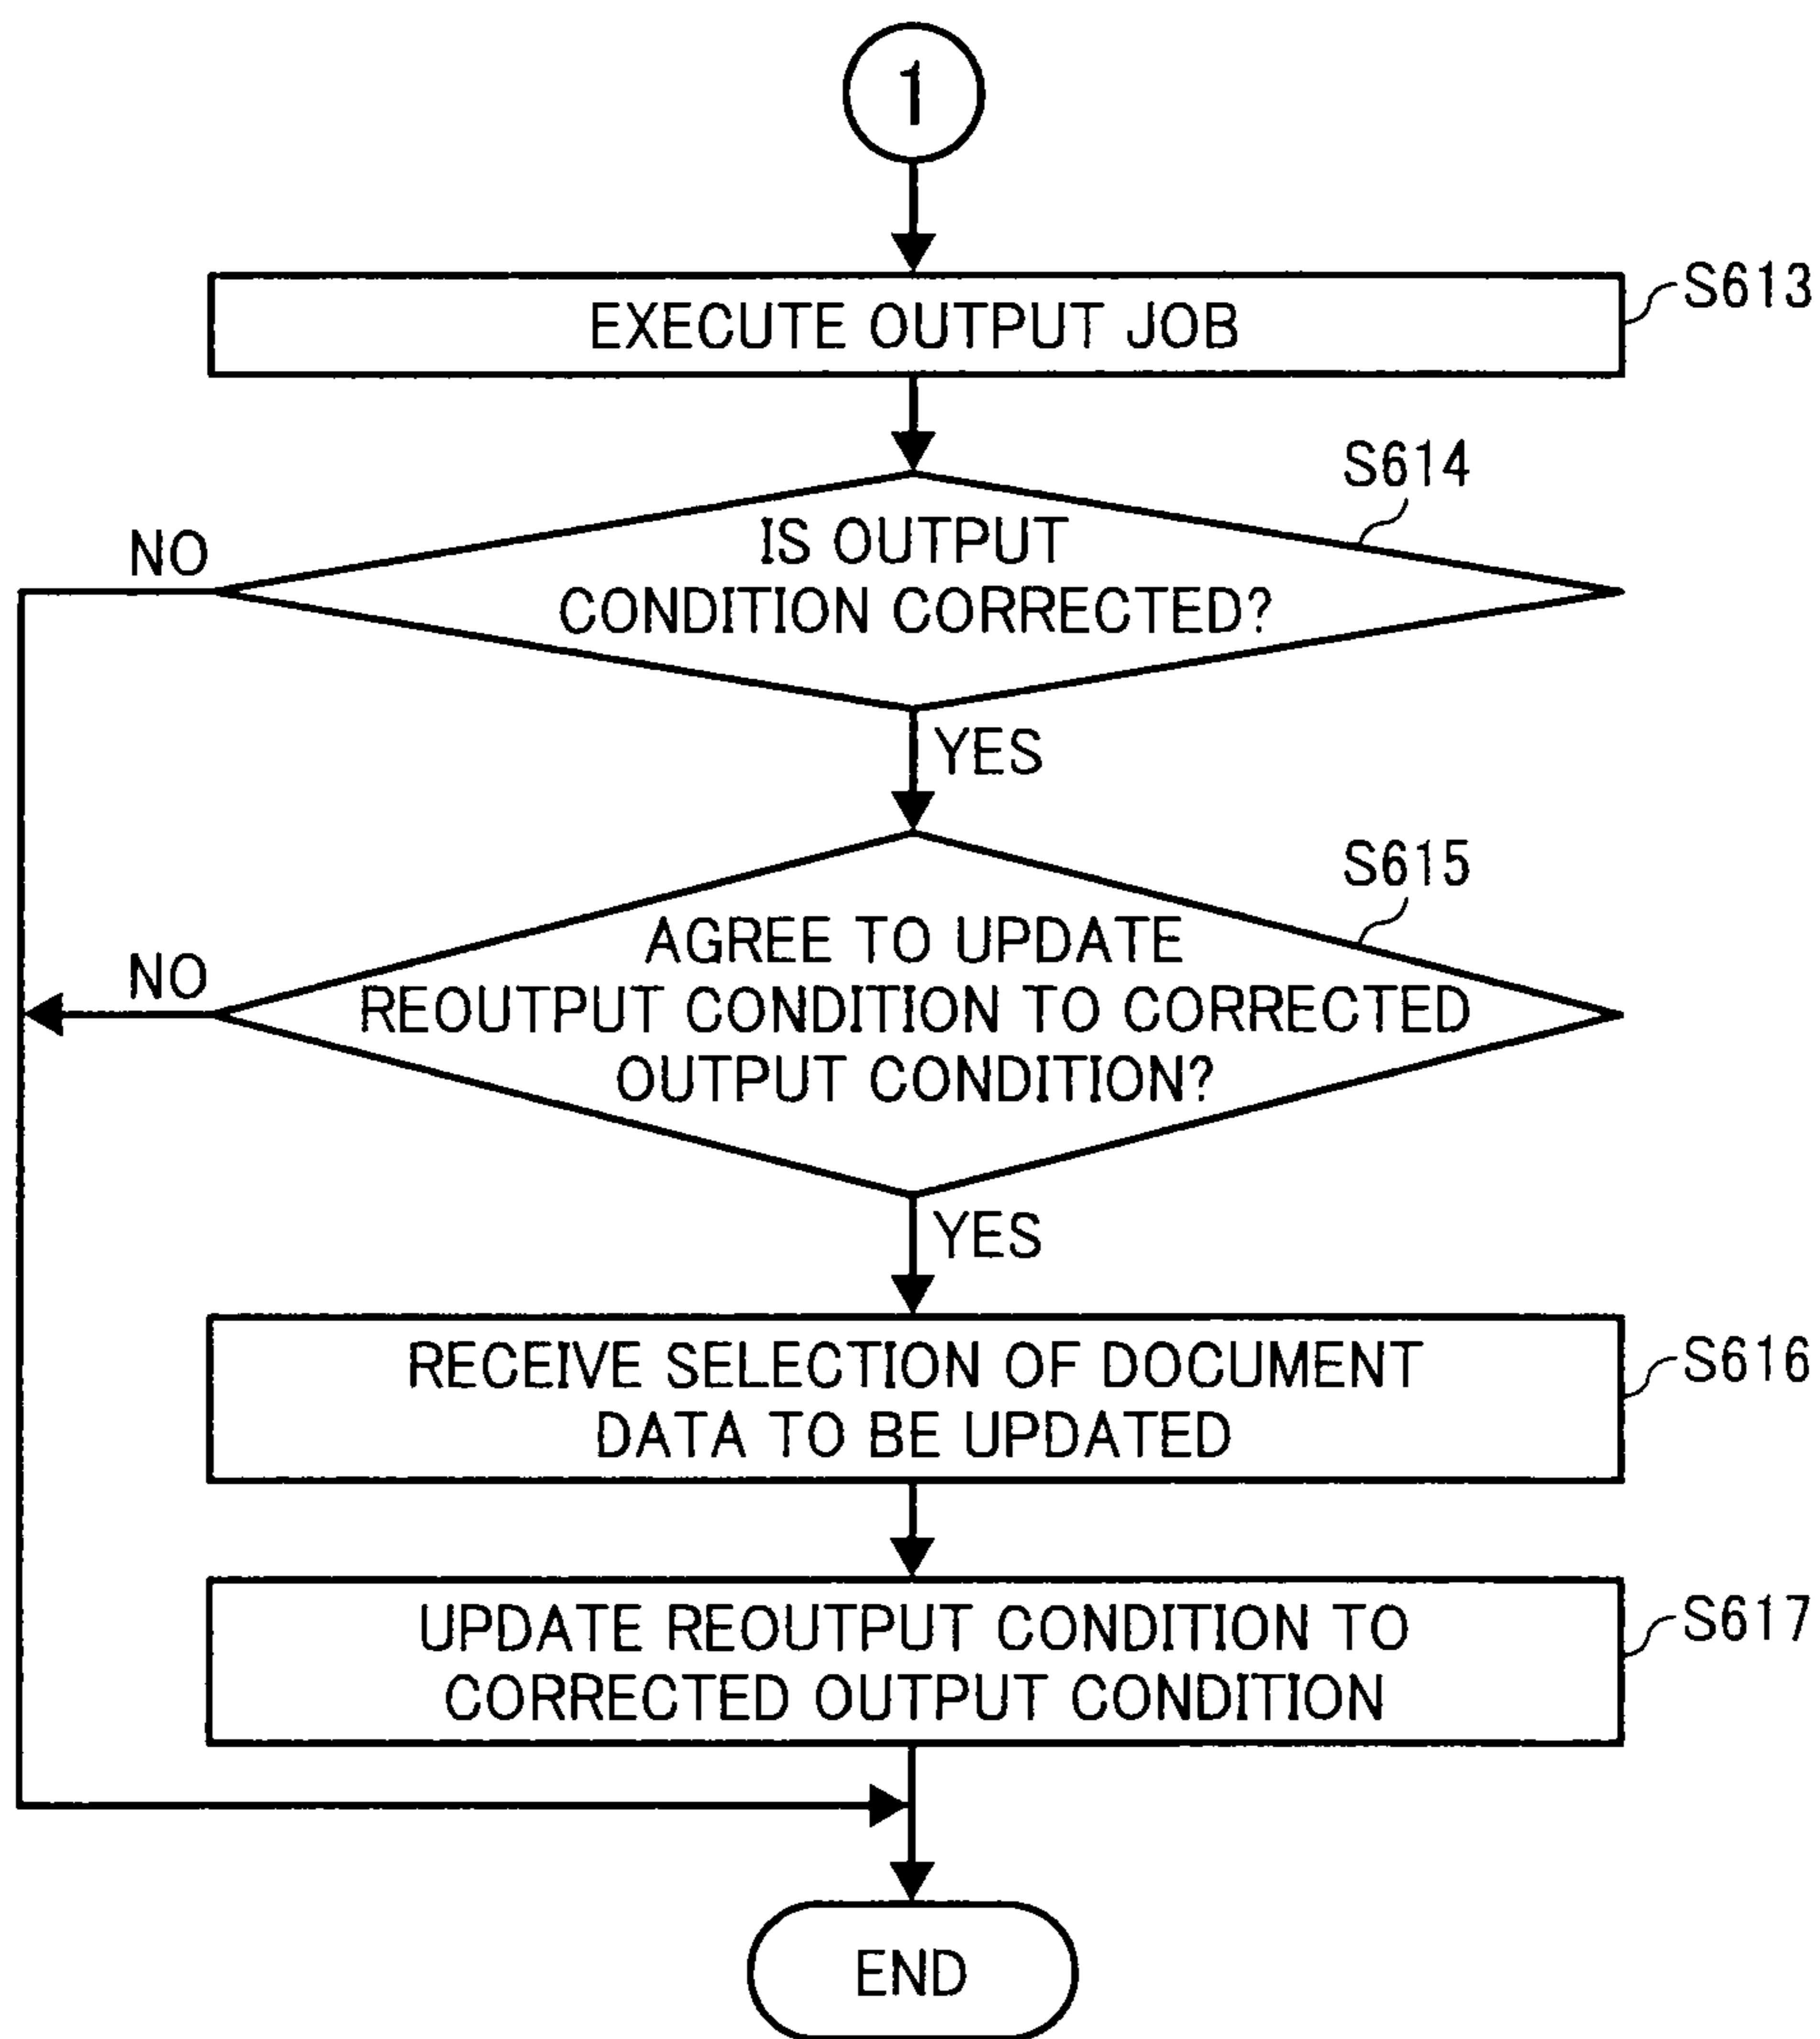 1
EXECUTE OUTPUT JOB
S613
S614
IS OUTPUT
CONDITION CORRECTED?
NO
YES
S615
AGREE TO UPDATE
REOUTPUT CONDITION TO CORRECTED
OUTPUT CONDITION?
NO
YES
RECEIVE SELECTION OF DOCUMENT
DATA TO BE UPDATED
S616
UPDATE REOUTPUT CONDITION TO
CORRECTED OUTPUT CONDITION
S617
END